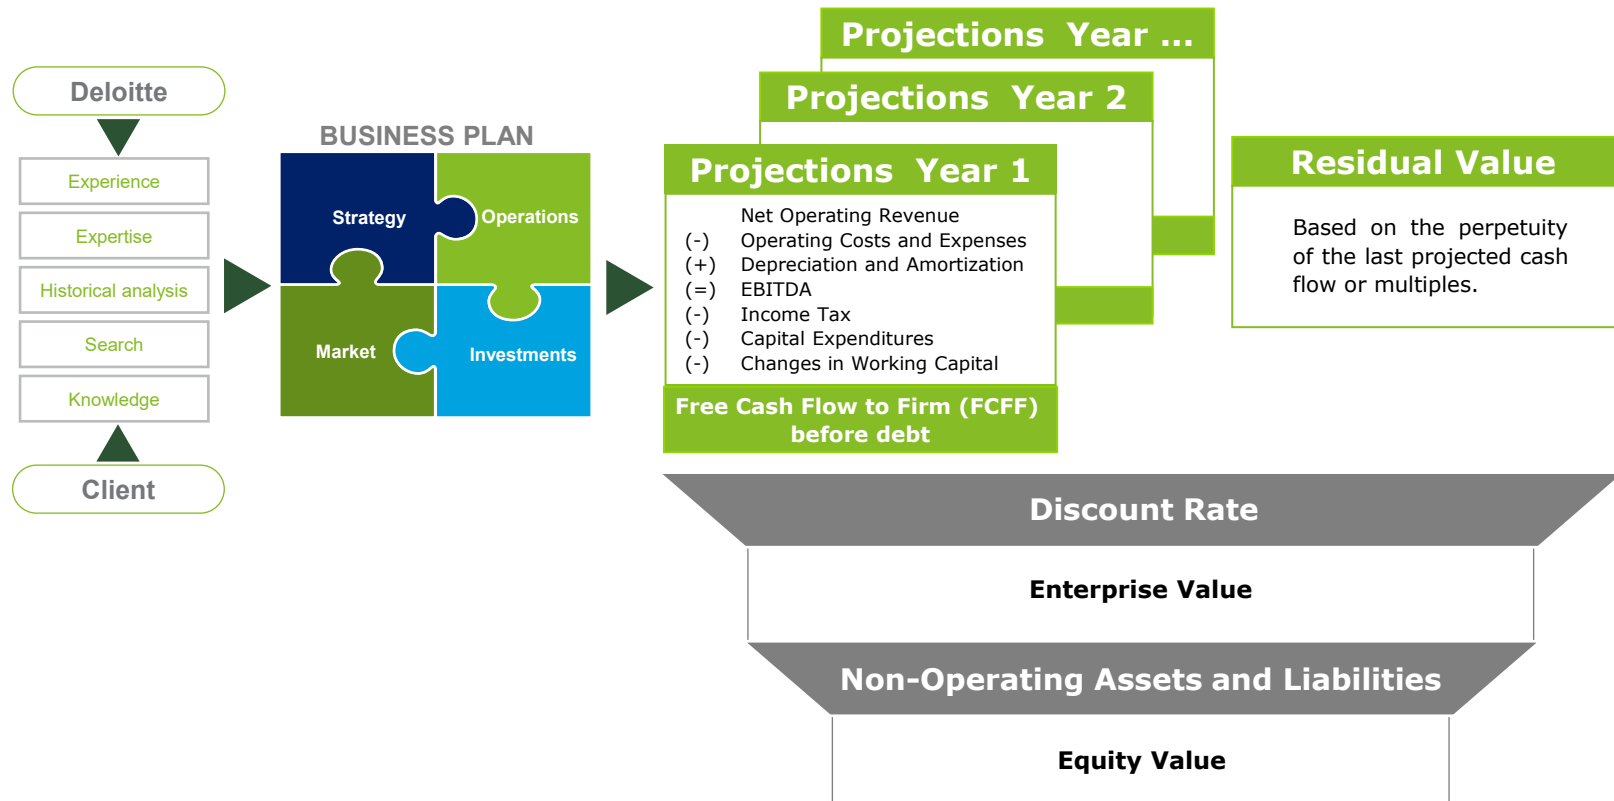 Deloitte
Experience
Expertise
Historical analysis
Search
Knowledge
Client
BUSINESS PLAN
Strategy
Operations
Market
Investments
Projections Year ...
Projections Year 2
Projections Year 1
Net Operating Revenue
(-) Operating Costs and Expenses
(+) Depreciation and Amortization
(=) EBITDA
(-) Income Tax
(-) Capital Expenditures
(-) Changes in Working Capital
Free Cash Flow to Firm (FCFF)
before debt
Residual Value
Based on the perpetuity
of the last projected cash
flow or multiples.
Discount Rate
Enterprise Value
Non-Operating Assets and Liabilities
Equity Value